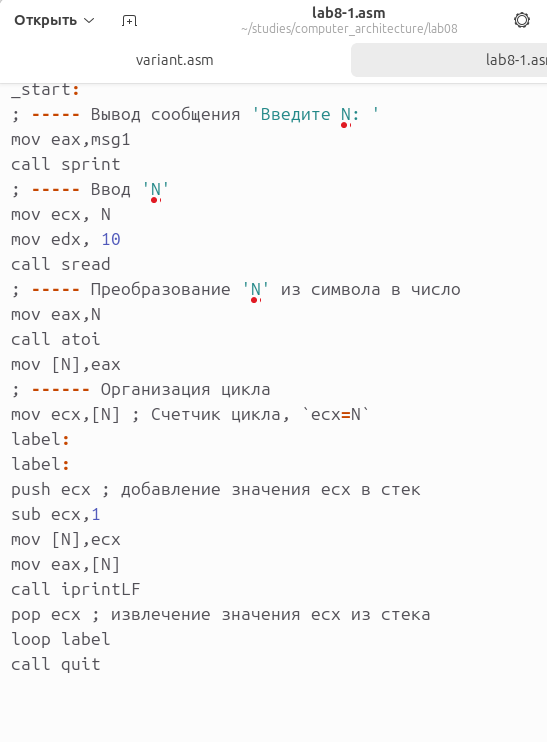 Открыть
lab8-1.asm
~/studies/computer_architecture/lab08
variant.asm
lab8-1.asm
_start:
; ----- Вывод сообщения 'Введите N: '
mov eax,msg1
call sprint
; ----- Ввод 'N'
mov ecx, N
mov edx, 10
call sread
; ----- Преобразование 'N' из символа в число
mov eax,N
call atoi
mov [N],eax
; ------ Организация цикла
mov ecx,[N] ; Счетчик цикла, `ecx=N`
label:
label:
push ecx ; добавление значения ecx в стек
sub ecx,1
mov [N],ecx
mov eax,[N]
call iprintLF
pop ecx ; извлечение значения ecx из стека
loop label
call quit